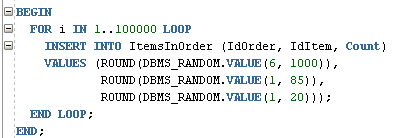 BEGIN
FOR i IN 1..100000 LOOP
INSERT INTO ItemsInOrder (IdOrder, IdItem, Count)
VALUES (ROUND(DBMS_RANDOM.VALUE(6, 1000)),
ROUND(DBMS_RANDOM.VALUE(1, 85)),
ROUND(DBMS_RANDOM.VALUE(1, 20)));
END LOOP;
END;